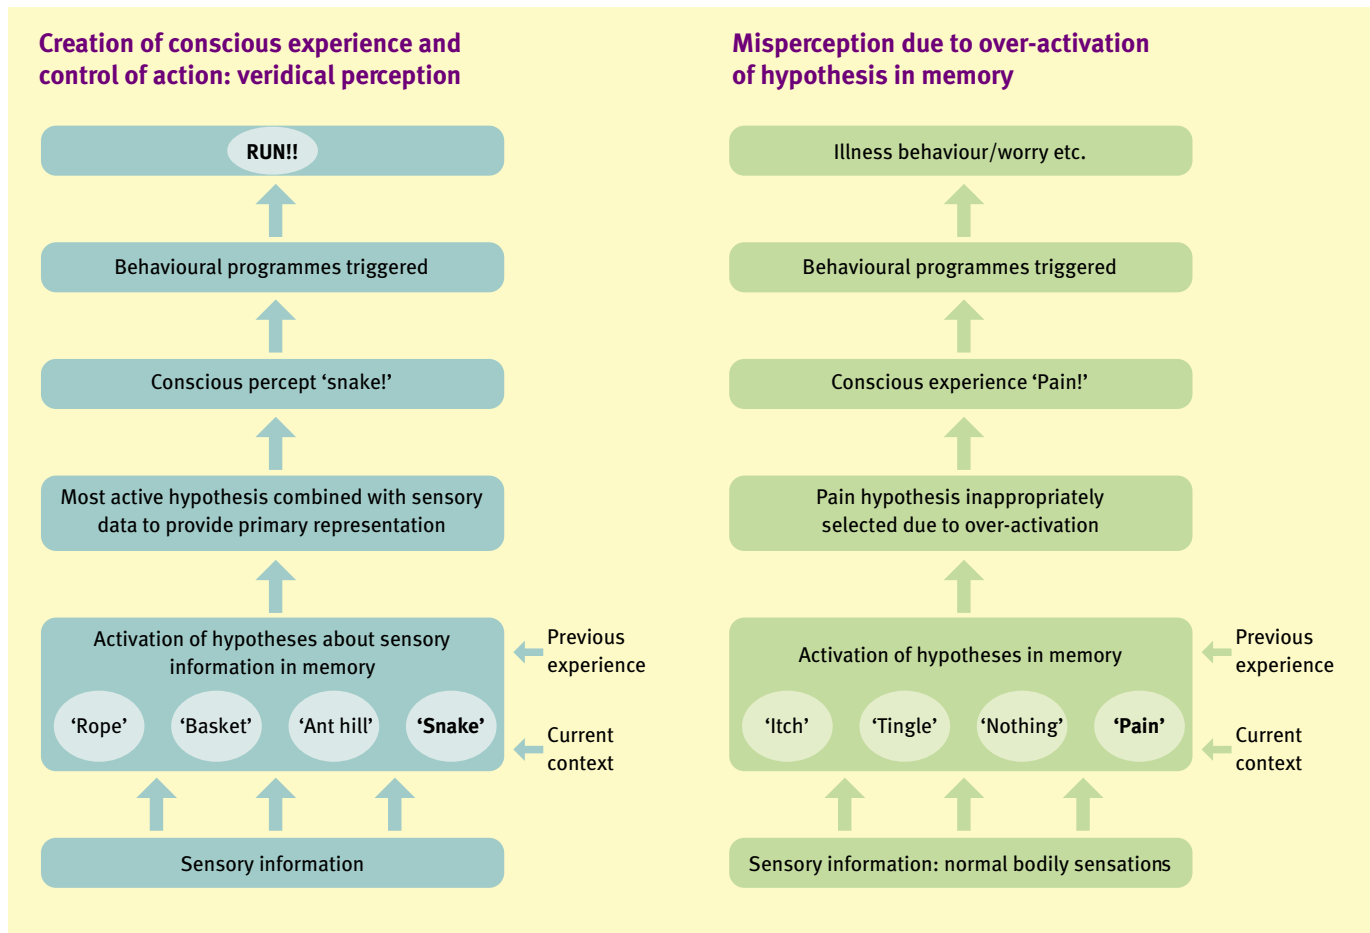 Creation of conscious experience and
control of action: veridical perception
RUN!!
Behavioural programmes triggered
Conscious percept ‘snake!’
Most active hypothesis combined with sensory
data to provide primary representation
Activation of hypotheses about sensory
information in memory
‘Rope’
‘Basket’
‘Ant hill’
‘Snake’
Previous
experience
Current
context
Sensory information
Misperception due to over-activation
of hypothesis in memory
Illness behaviour/worry etc.
Behavioural programmes triggered
Conscious experience ‘Pain!’
Pain hypothesis inappropriately
selected due to over-activation
Activation of hypotheses in memory
‘Itch’
‘Tingle’
‘Nothing’
‘Pain’
Previous
experience
Current
context
Sensory information: normal bodily sensations